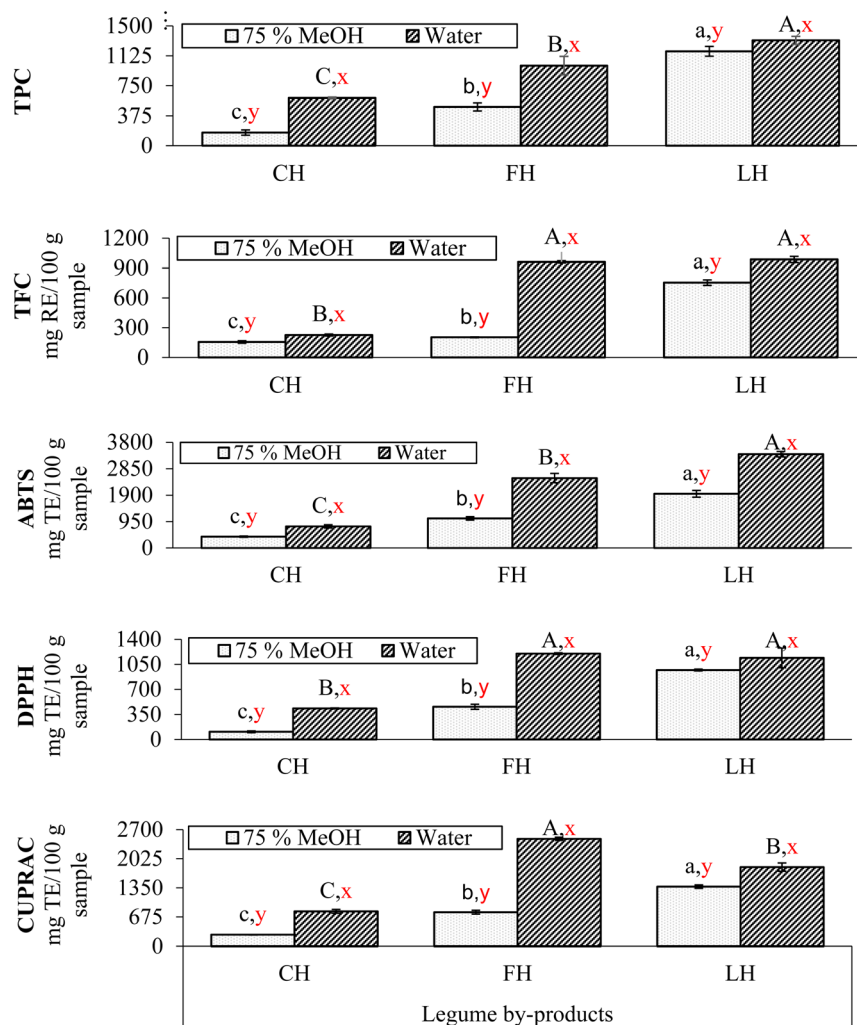 1500
1125
750
375
0
TPC
75 % MeOH Water
c,y C,x b,y B,x a,y A,x
CH FH LH
1200
900
600
300
0
TFC
mg RE/100 g
sample
75 % MeOH Water
c,y B,x b,y A,x a,y A,x
CH FH LH
3800
2850
1900
950
0
ABTS
mg TE/100 g
sample
75 % MeOH Water
c,y C,x b,y B,x a,y A,x
CH FH LH
1400
1050
700
350
0
DPPH
mg TE/100 g
sample
75 % MeOH Water
c,y B,x b,y A,x a,y A,x
CH FH LH
2700
2025
1350
675
0
CUPRAC
mg TE/100 g
sample
75 % MeOH Water
c,y C,x b,y A,x a,y B,x
CH FH LH
Legume by-products